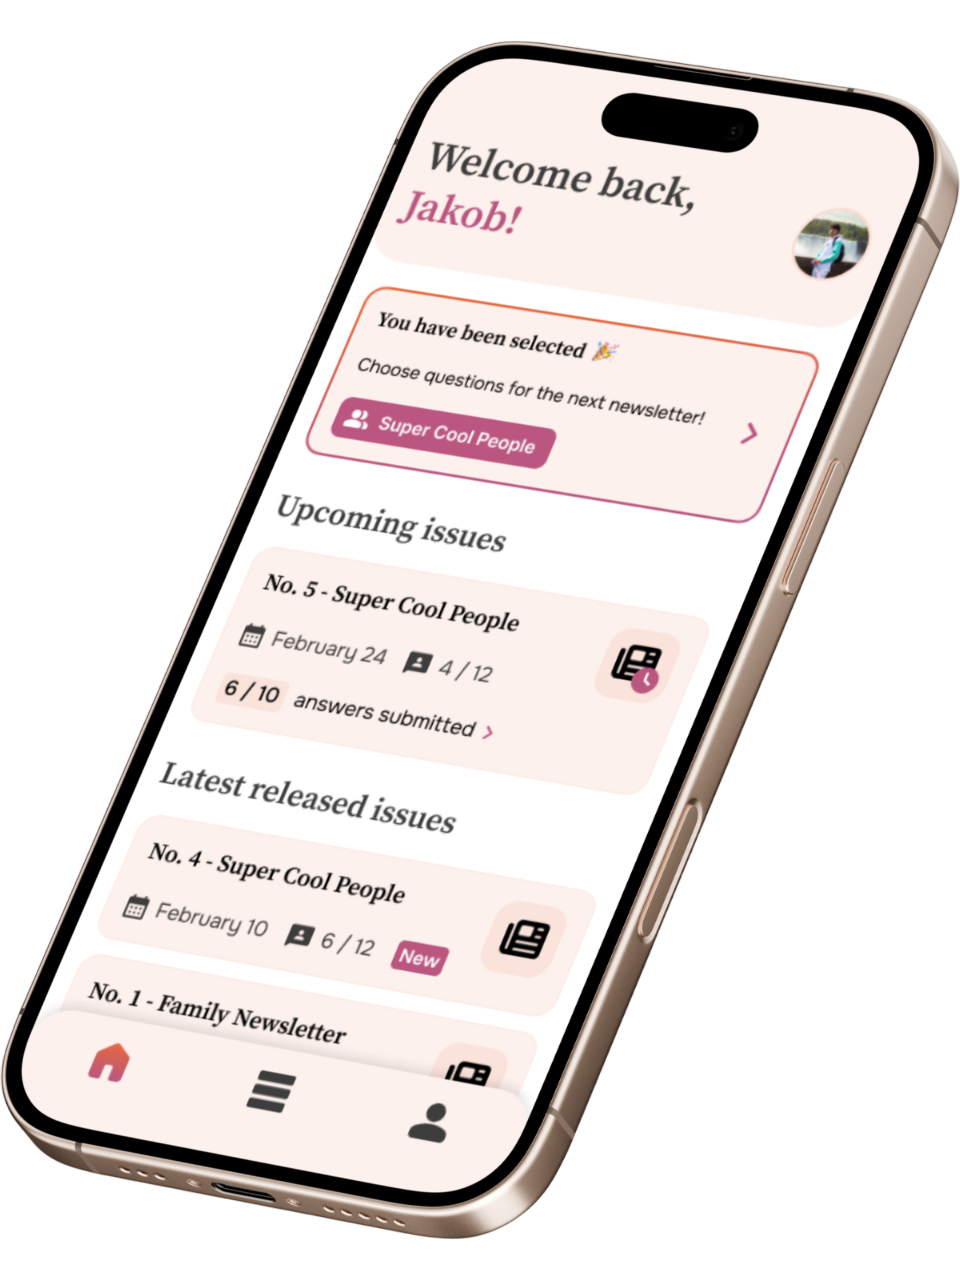 Welcome back,
Jakob!
You have been selected 🎉
Choose questions for the next newsletter!
Super Cool People
Upcoming issues
No. 5 - Super Cool People
February 24 4 / 12
6 / 10 answers submitted
Latest released issues
No. 4 - Super Cool People
February 10 6 / 12 New
No. 1 - Family Newsletter